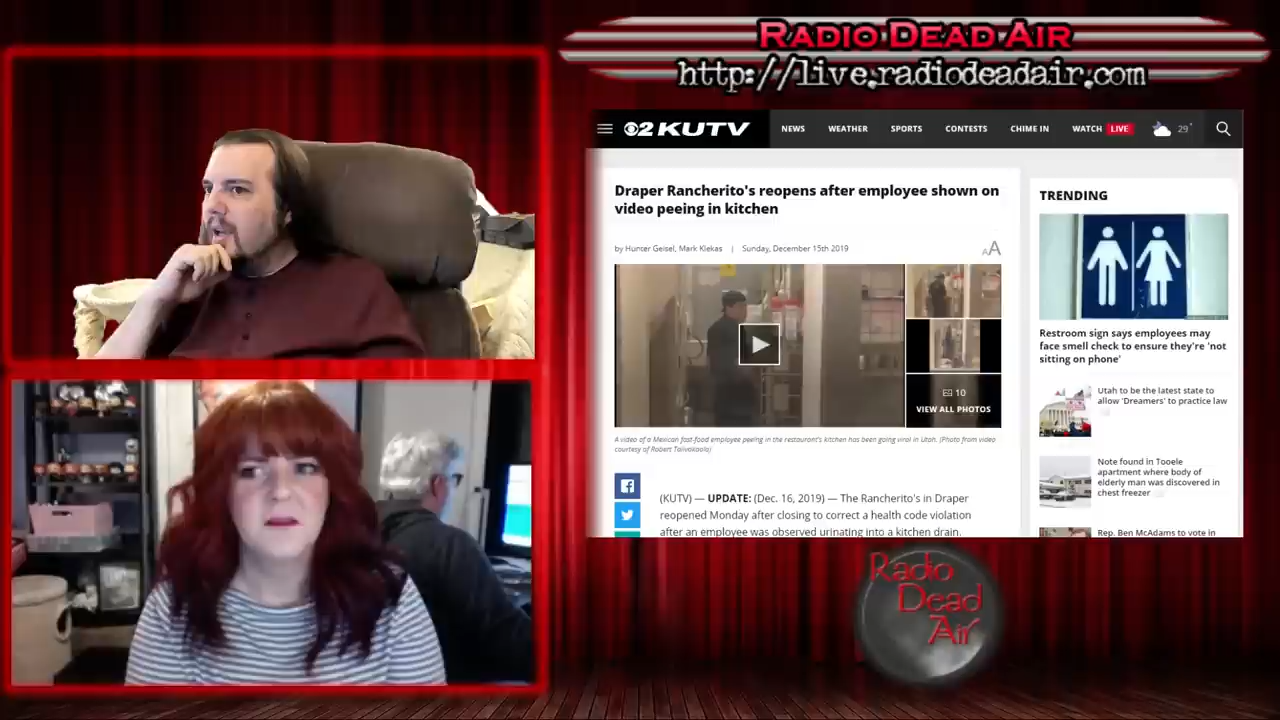 RADIO DEAD AIR
http://live.radiodeadair.com
2 KUTV
NEWS
WEATHER
SPORTS
CONTESTS
CHIME IN
WATCH LIVE
29°
Draper Rancherito's reopens after employee shown on
video peeing in kitchen
by Hunter Geisel, Mark Klekas | Sunday, December 15th 2019
AA
10
VIEW ALL PHOTOS
A video of a Mexican fast-food employee peeing in the restaurant's kitchen has been going viral in Utah. (Photo from video
courtesy of Robert
(KUTV) — UPDATE: (Dec. 16, 2019) — The Rancherito's in Draper
reopened Monday after closing to correct a health code violation
after an employee was observed urinating into a kitchen drain.
TRENDING
Restroom sign says employees may
face smell check to ensure they're 'not
sitting on phone'
Utah to be the latest state to
allow 'Dreamers' to practice law
Note found in Tooele
apartment where body of
elderly man was discovered in
chest freezer
Rep. Ben McAdams to vote in
Radio
Dead
Air